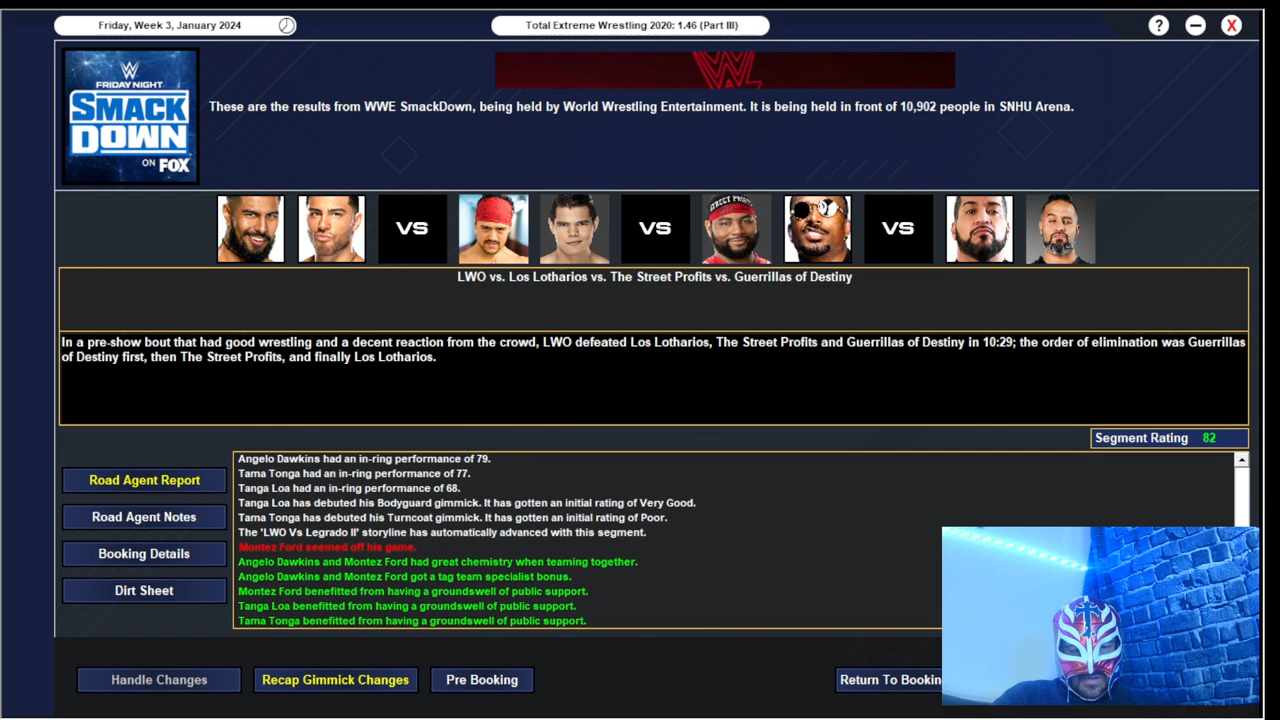 Friday, Week 3, January 2024
Total Extreme Wrestling 2020: 1.46 (Part III)
?
X
FRIDAY NIGHT
SMACK
DOWN
ON FOX
These are the results from WWE SmackDown, being held by World Wrestling Entertainment. It is being held in front of 10,902 people in SNHU Arena.
VS
VS
VS
LWO vs. Los Lotharios vs. The Street Profits vs. Guerrillas of Destiny
In a pre-show bout that had good wrestling and a decent reaction from the crowd, LWO defeated Los Lotharios, The Street Profits and Guerrillas of Destiny in 10:29; the order of elimination was Guerrillas
of Destiny first, then The Street Profits, and finally Los Lotharios.
Segment Rating 82
Road Agent Report
Road Agent Notes
Booking Details
Dirt Sheet
Angelo Dawkins had an in-ring performance of 79.
Tama Tonga had an in-ring performance of 77.
Tanga Loa had an in-ring performance of 68.
Tanga Loa has debuted his Bodyguard gimmick. It has gotten an initial rating of Very Good.
Tama Tonga has debuted his Turncoat gimmick. It has gotten an initial rating of Poor.
The 'LWO Vs Legrado II' storyline has automatically advanced with this segment.
Montez Ford seemed off his game.
Angelo Dawkins and Montez Ford had great chemistry when teaming together.
Angelo Dawkins and Montez Ford got a tag team specialist bonus.
Montez Ford benefitted from having a groundswell of public support.
Tanga Loa benefitted from having a groundswell of public support.
Tama Tonga benefitted from having a groundswell of public support.
Handle Changes
Recap Gimmick Changes
Pre Booking
Return To Bookin